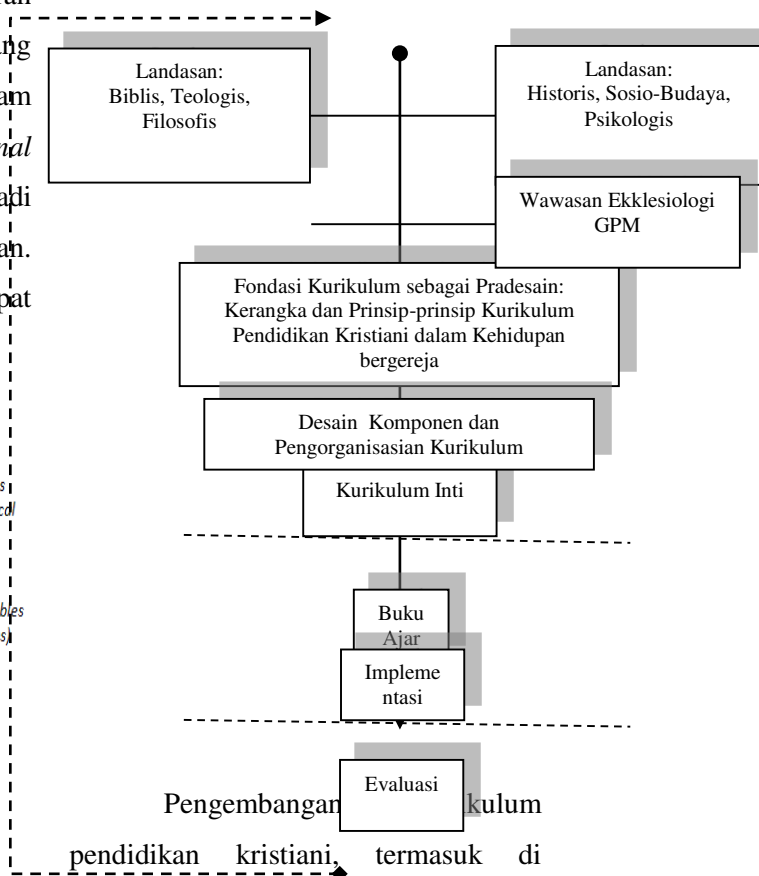 Landasan:
Biblis, Teologis,
Filosofis
Landasan:
Historis, Sosio-Budaya,
Psikologis
Wawasan Ekklesiologi
GPM
Fondasi Kurikulum sebagai Pradesain:
Kerangka dan Prinsip-prinsip Kurikulum
Pendidikan Kristiani dalam Kehidupan
bergereja
Desain Komponen dan
Pengorganisasian Kurikulum
Kurikulum Inti
Buku
Ajar
Impleme
ntasi
Evaluasi
Pengembangan kulum
pendidikan kristiani, termasuk di